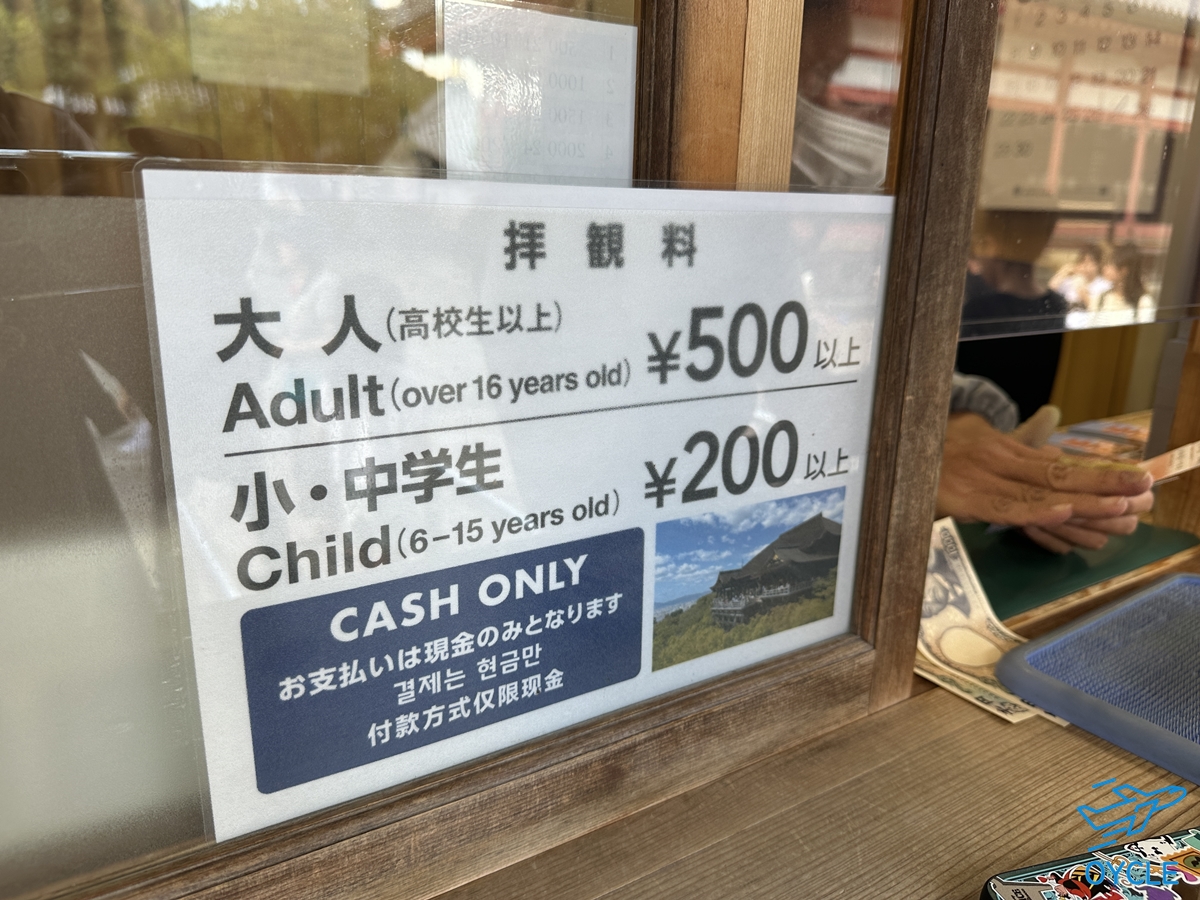 拝観料
大人(高校生以上)
Adult(over 16 years old)
¥500以上
小・中学生
Child(6-15 years old)
¥200以上
CASH ONLY
お支払いは現金のみとなります
결제는 현금만
付款方式仅限现金
OYCLE